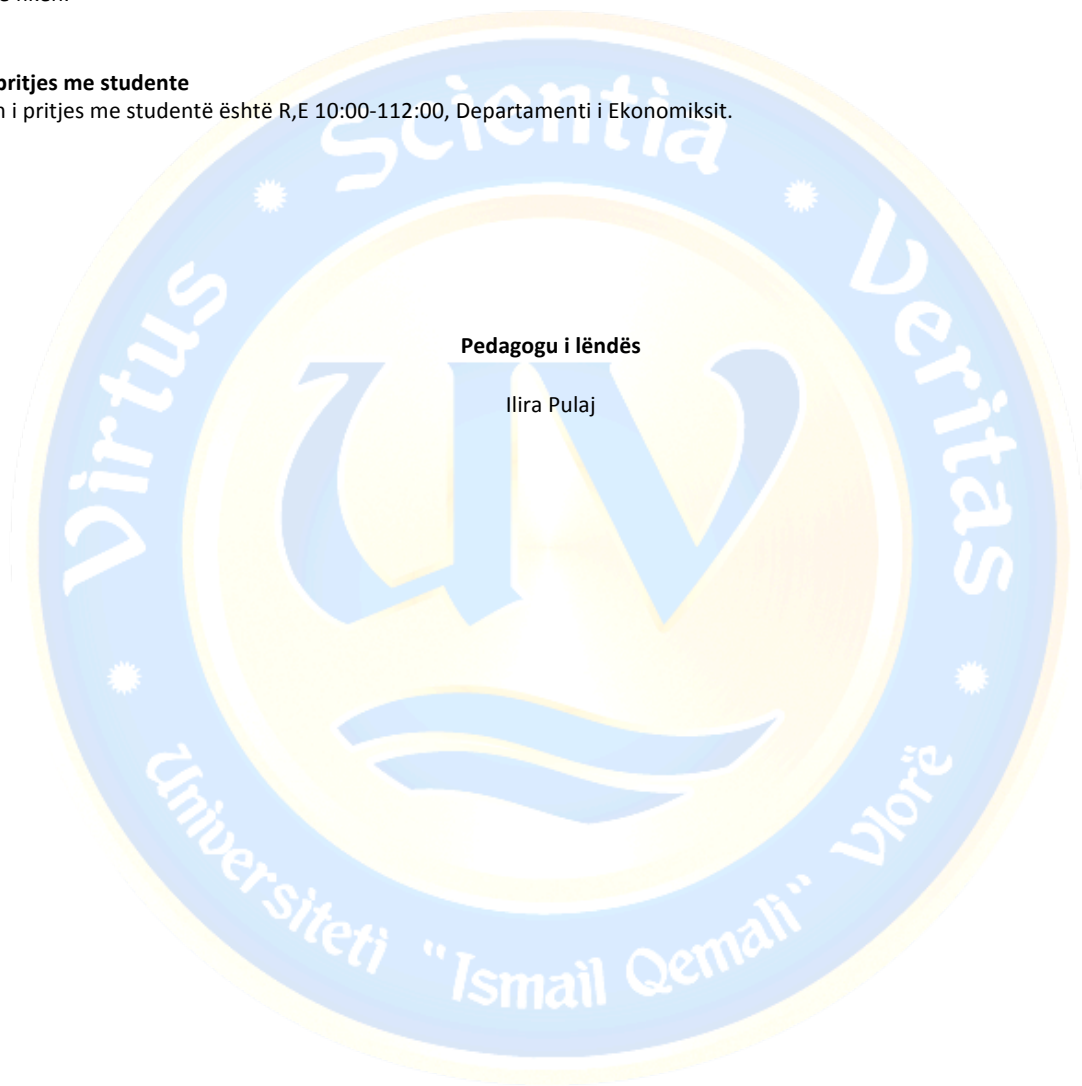 pritjes me studente
i pritjes me studentë është R,E 10:00-112:00, Departamenti i Ekonomiksit.
Scientia
Virtus
Veritas
Pedagogu i lëndës
Ilira Pulaj
UV
Universiteti "Ismail Qemali" Vlorë